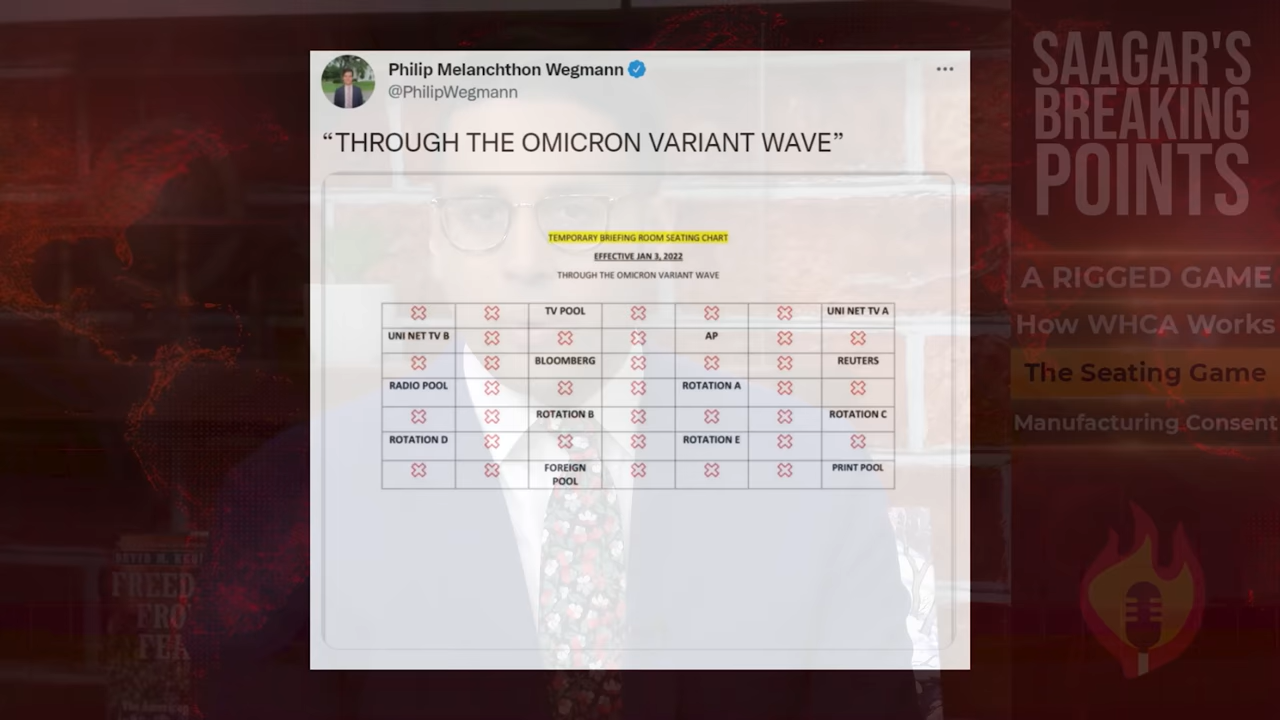 Philip Melanchthon Wegmann
@PhilipWegmann
“THROUGH THE OMICRON VARIANT WAVE”
TEMPORARY BRIEFING ROOM SEATING CHART
EFFECTIVE JAN 3, 2022
THROUGH THE OMICRON VARIANT WAVE
TV POOL
UNI NET TV A
UNI NET TV B
AP
BLOOMBERG
REUTERS
RADIO POOL
ROTATION A
ROTATION B
ROTATION C
ROTATION D
ROTATION E
FOREIGN
POOL
PRINT POOL
SAAGAR'S
BREAKING
POINTS
A RIGGED GAME
How WHCA Works
The Seating Game
Manufacturing Consent
FREED
FRO
FEA